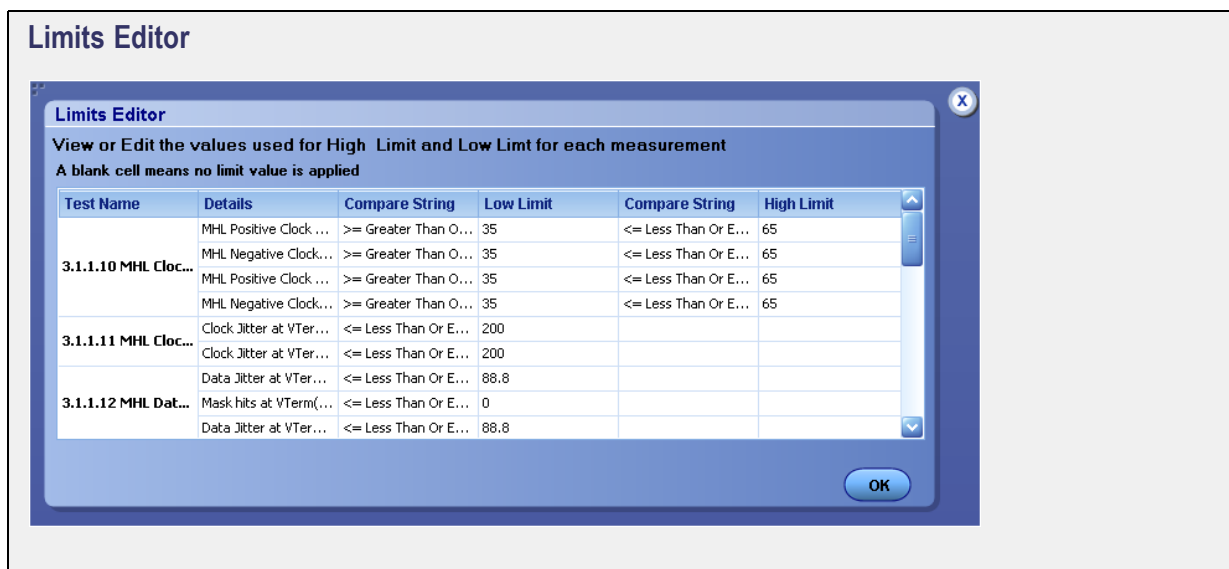 Limits Editor
Limits Editor
X
View or Edit the values used for High Limit and Low Limt for each measurement
A blank cell means no limit value is applied
Test Name Details Compare String Low Limit Compare String High Limit
MHL Positive Clock ... >= Greater Than O... 35 <= Less Than Or E... 65
3.1.1.10 MHL Cloc... MHL Negative Clock... >= Greater Than O... 35 <= Less Than Or E... 65
MHL Positive Clock ... >= Greater Than O... 35 <= Less Than Or E... 65
MHL Negative Clock... >= Greater Than O... 35 <= Less Than Or E... 65
3.1.1.11 MHL Cloc... Clock Jitter at VTer... <= Less Than Or E... 200
Clock Jitter at VTer... <= Less Than Or E... 200
Data Jitter at VTer... <= Less Than Or E... 88.8
3.1.1.12 MHL Dat... Mask hits at VTerm(... <= Less Than Or E... 0
Data Jitter at VTer... <= Less Than Or E... 88.8
OK